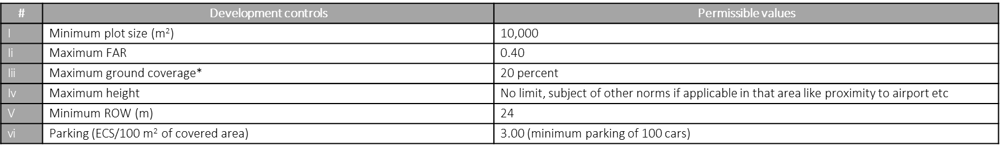 # Development controls Permissible values
I Minimum plot size (m²) 10,000
Ii Maximum FAR 0.40
Iii Maximum ground coverage* 20 percent
Iv Maximum height No limit, subject of other norms if applicable in that area like proximity to airport etc
V Minimum ROW (m) 24
vi Parking (ECS/100 m² of covered area) 3.00 (minimum parking of 100 cars)